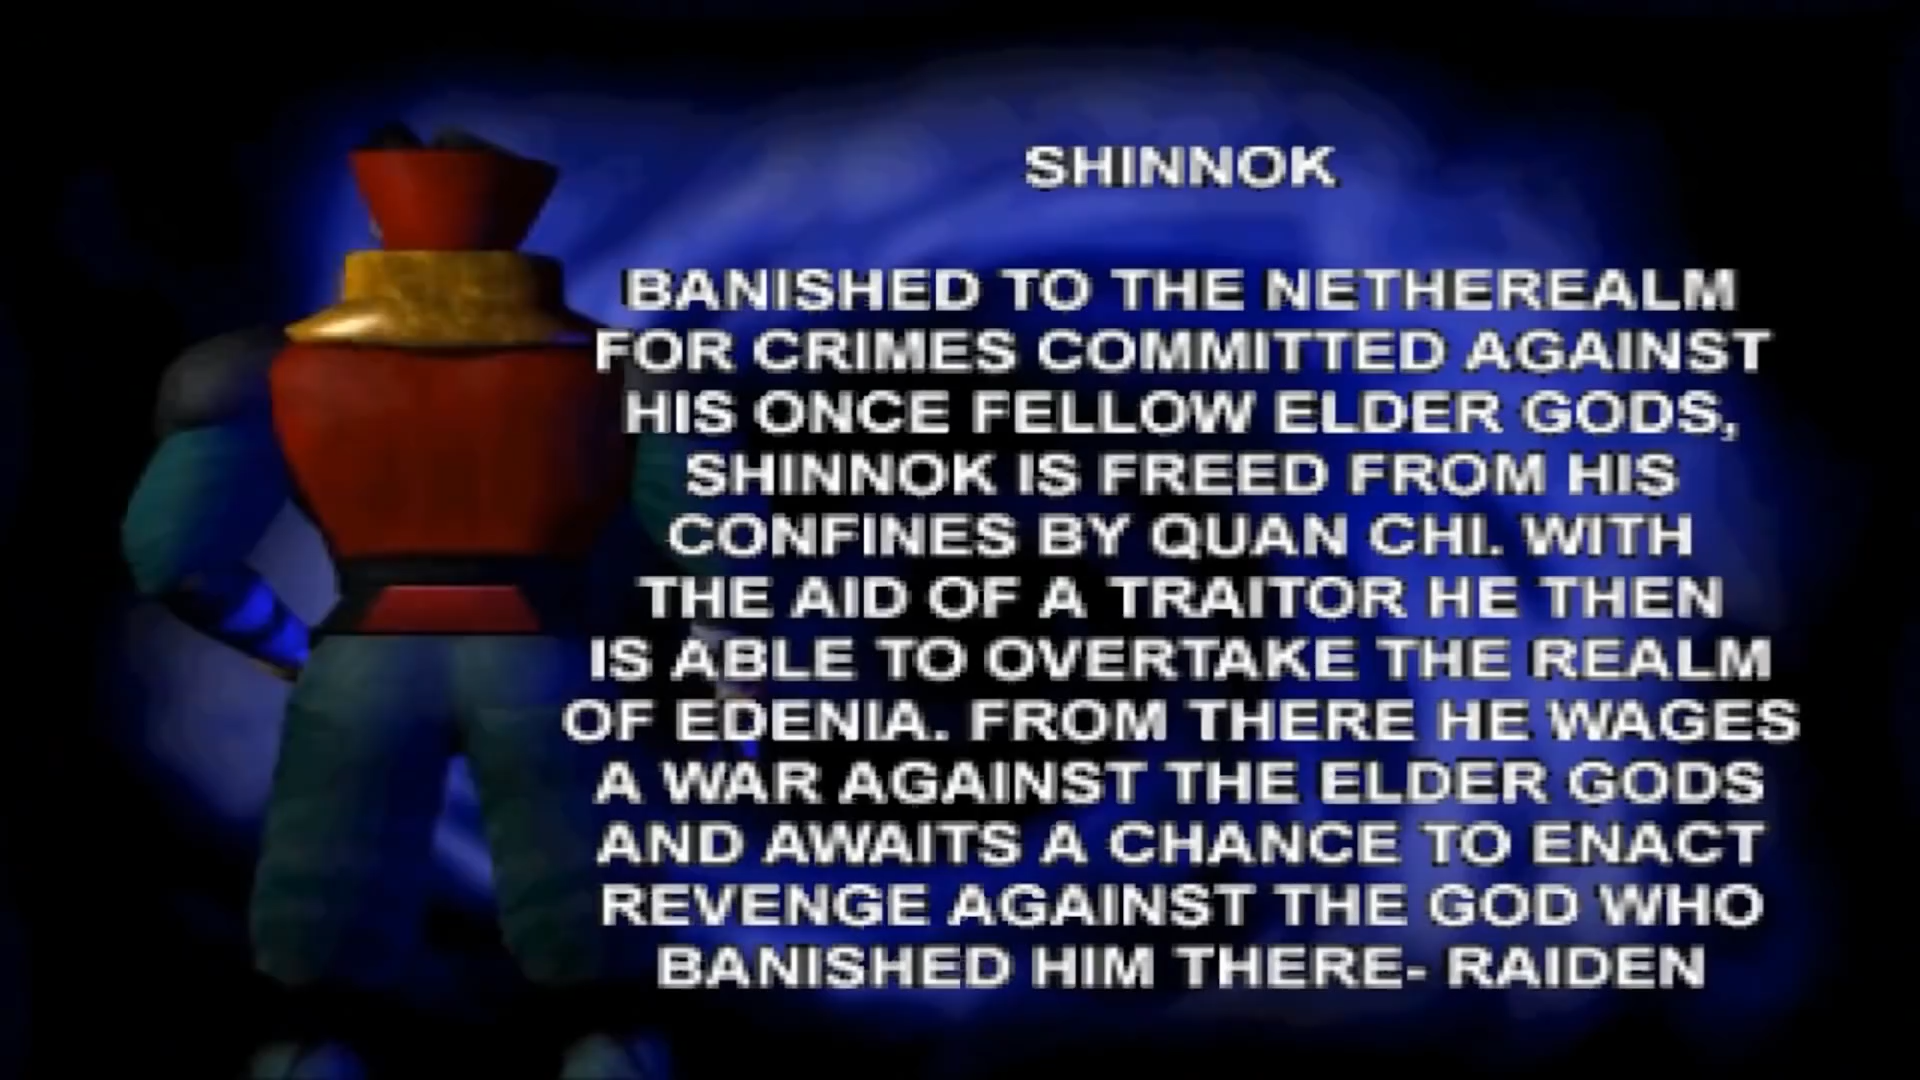 SHINNOK
BANISHED TO THE NETHEREALM
FOR CRIMES COMMITTED AGAINST
HIS ONCE FELLOW ELDER GODS,
SHINNOK IS FREED FROM HIS
CONFINES BY QUAN CHI. WITH
THE AID OF A TRAITOR HE THEN
IS ABLE TO OVERTAKE THE REALM
OF EDENIA. FROM THERE HE WAGES
A WAR AGAINST THE ELDER GODS
AND AWAITS A CHANCE TO ENACT
REVENGE AGAINST THE GOD WHO
BANISHED HIM THERE- RAIDEN